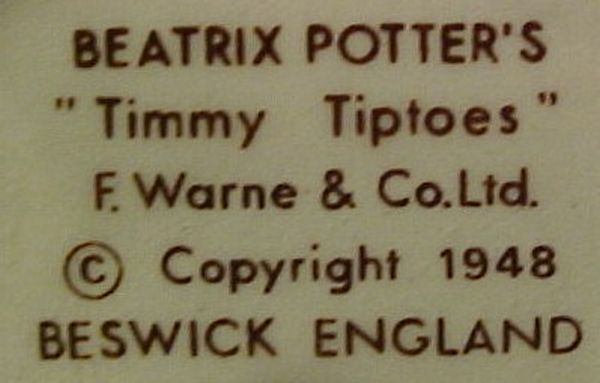 BEATRIX POTTER'S
"Timmy Tiptoes"
F. Warne & Co.Ltd.
© Copyright 1948
BESWICK ENGLAND